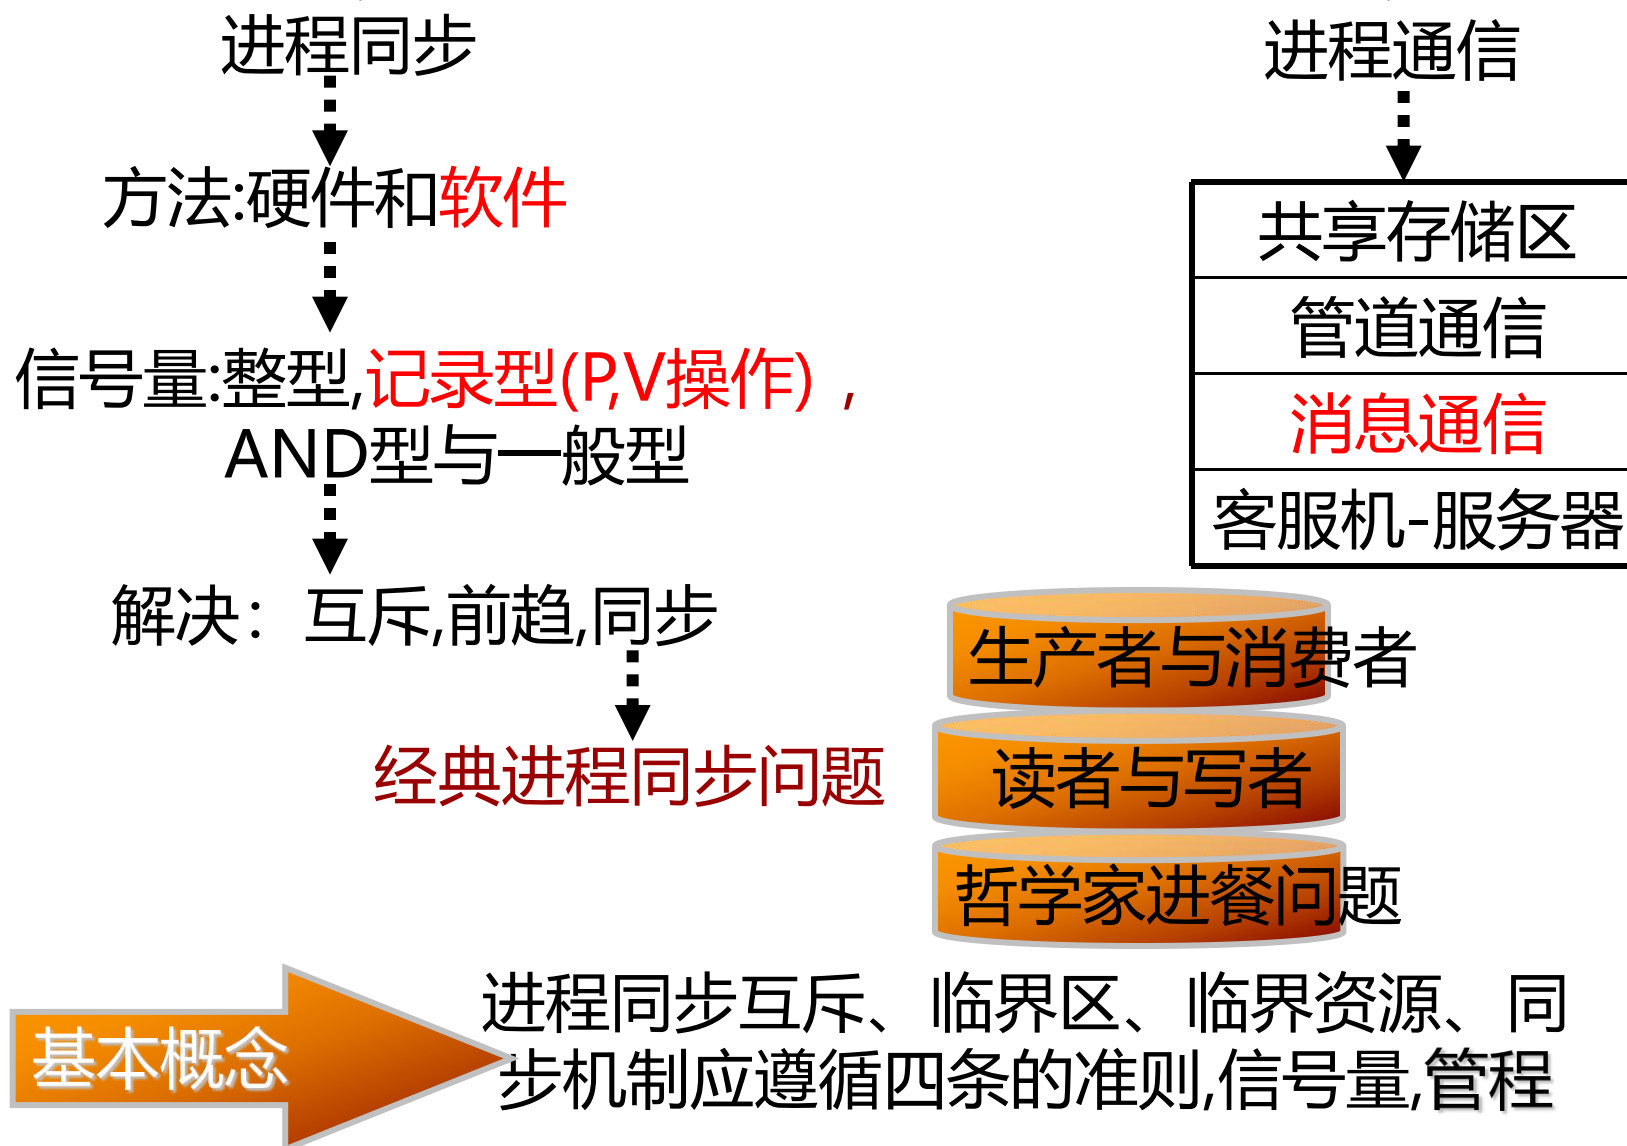 进程同步
方法:硬件和软件
信号量:整型,记录型(P,V操作) ,
AND型与一般型
解决：互斥,前趋,同步
经典进程同步问题
进程通信
共享存储区
管道通信
消息通信
客服机-服务器
生产者与消费者
读者与写者
哲学家进餐问题
基本概念
进程同步互斥、临界区、临界资源、同
步机制应遵循四条的准则,信号量,管程